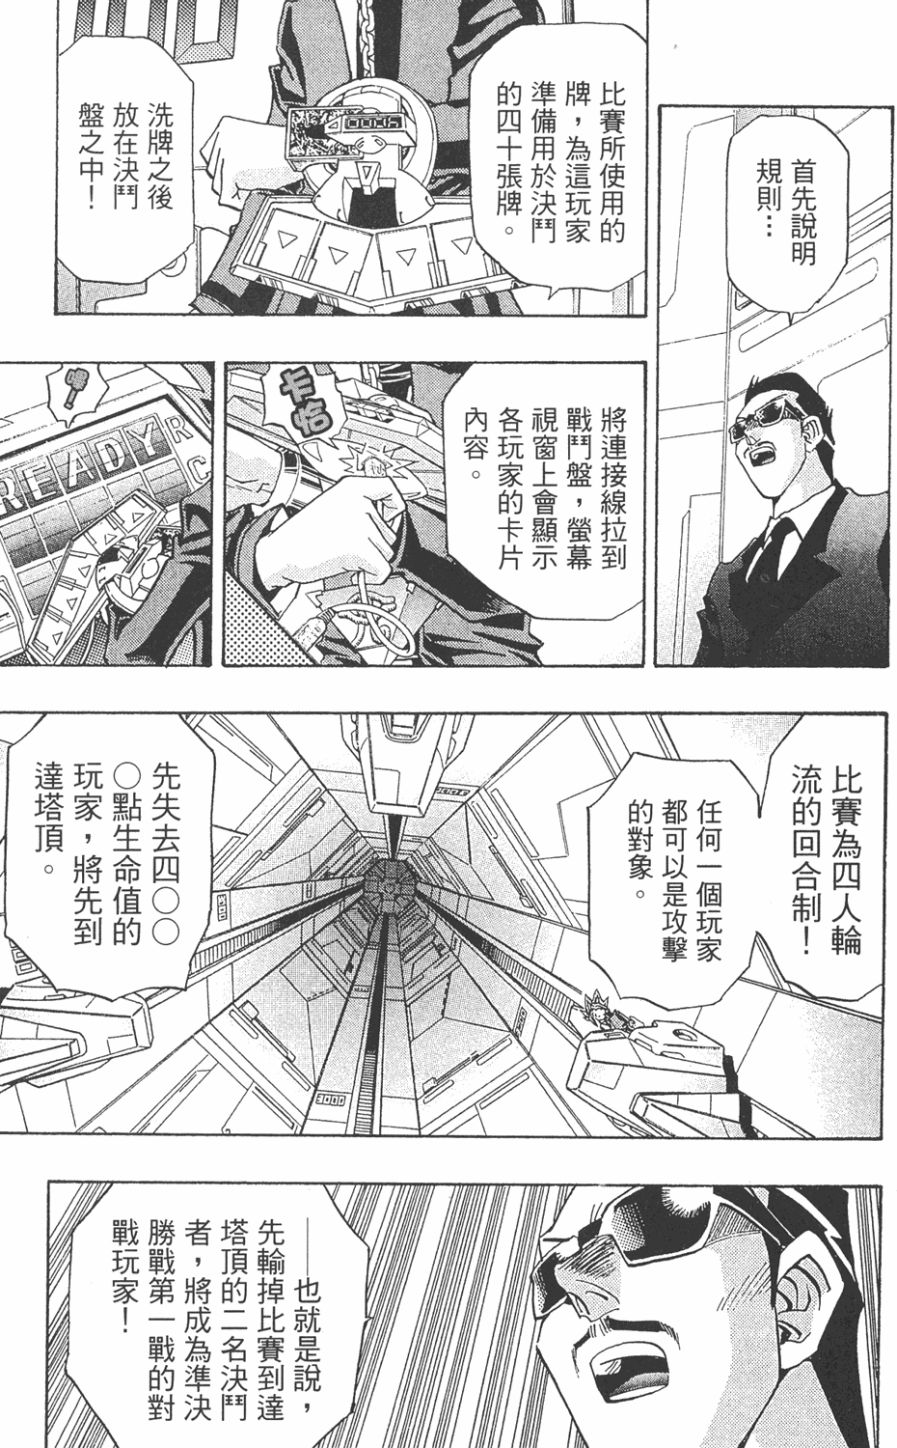 首先說明
規則⋯
比賽所使用的
牌，為這玩家
準備用於決鬥
的四十張牌。
洗牌之後
放在決鬥
盤之中！
將連接線拉到
戰鬥盤，螢幕
視窗上會顯示
各玩家的卡片
內容。
卡恰
嗶！
READY
比賽為四人輪
流的回合制！
任何一個玩家
都可以是攻擊
的對象。
3000
先失去四○○
○點生命值的
玩家，將先到
達塔頂。
——也就是說，
先輸掉比賽到達
塔頂的二名決鬥
者，將成為準決
勝戰第一戰的對
戰玩家！